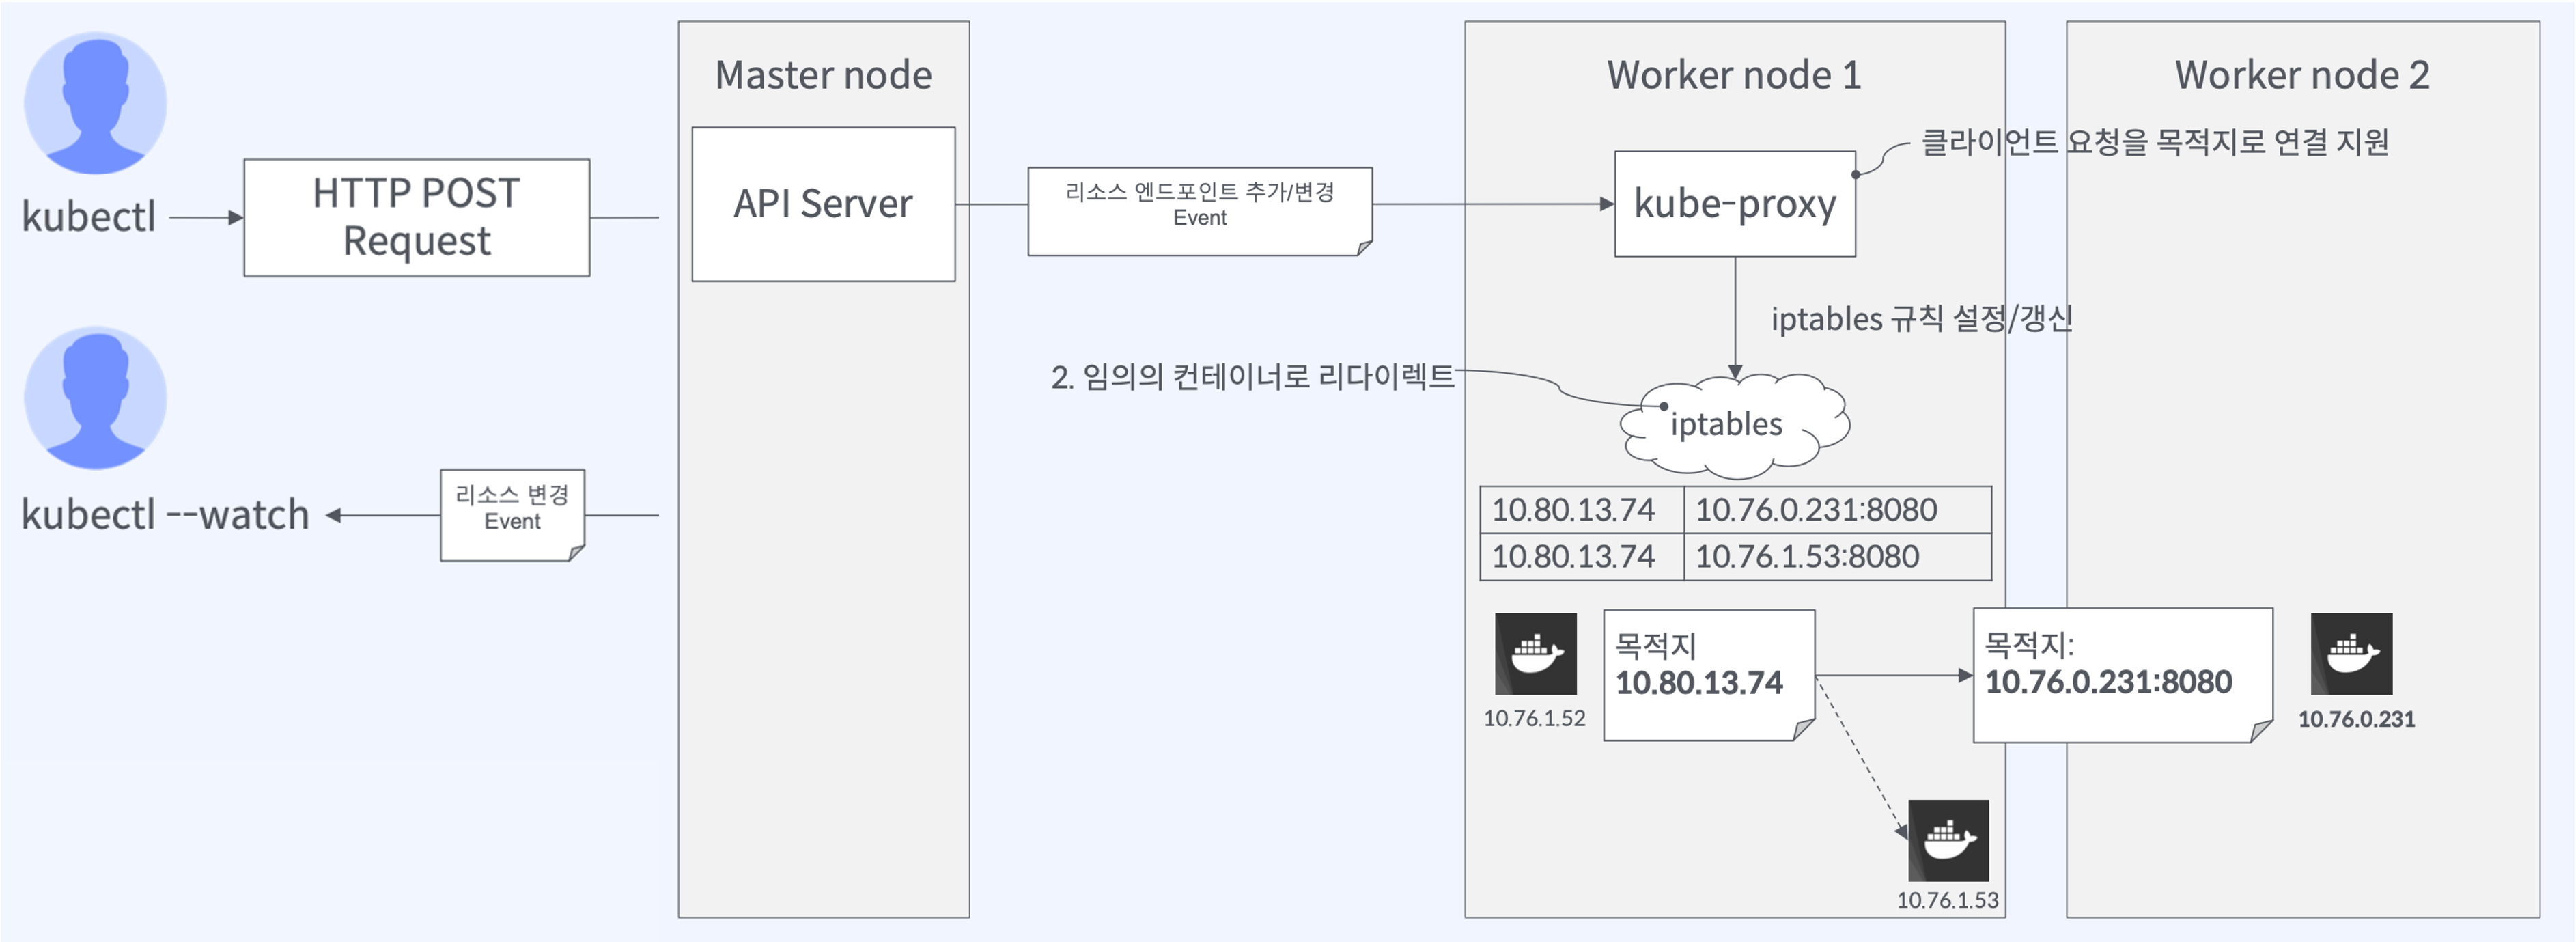 kubectl
HTTP POST
Request
kubectl --watch
리소스 변경
Event
Master node
API Server
리소스 엔드포인트 추가/변경
Event
2. 임의의 컨테이너로 리다이렉트
Worker node 1
kube-proxy
클라이언트 요청을 목적지로 연결 지원
iptables 규칙 설정/갱신
iptables
10.80.13.74 10.76.0.231:8080
10.80.13.74 10.76.1.53:8080
10.76.1.52
목적지
10.80.13.74
10.76.1.53
Worker node 2
목적지:
10.76.0.231:8080
10.76.0.231